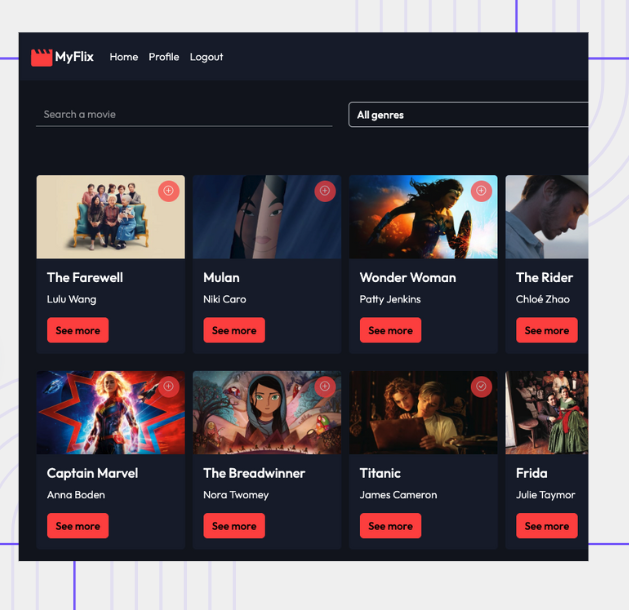 MyFlix Home Profile Logout
Search a movie All genres
The Farewell Mulan Wonder Woman The Rider
Lulu Wang Niki Caro Patty Jenkins Chloé Zhao
See more See more See more See more
Captain Marvel The Breadwinner Titanic Frida
Anna Boden Nora Twomey James Cameron Julie Taymor
See more See more See more See more